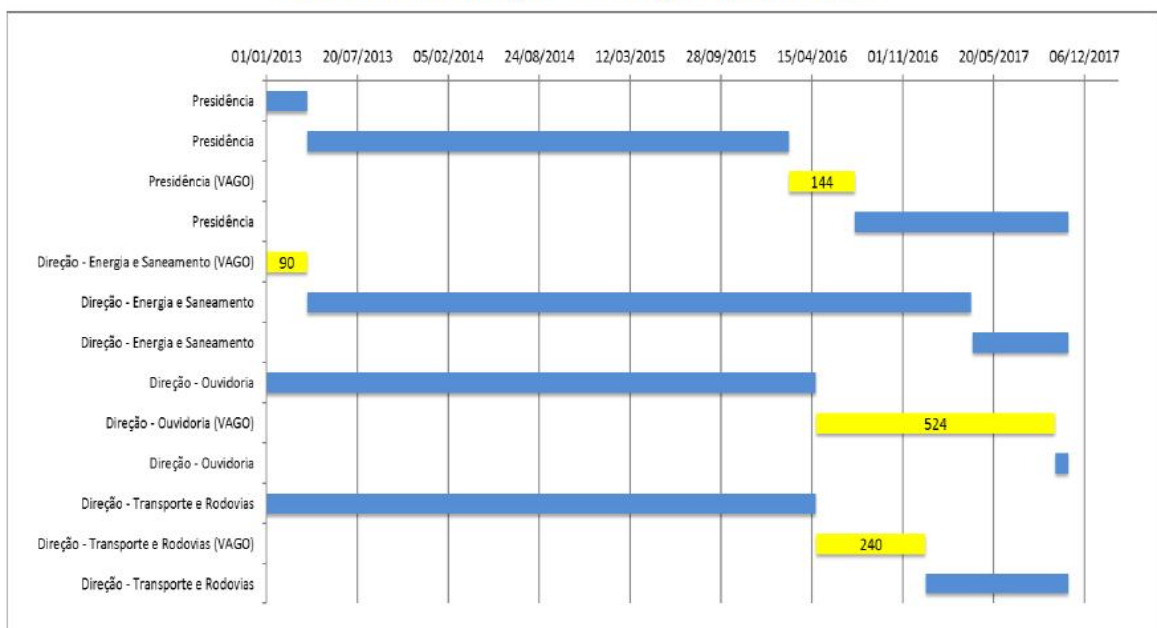 01/01/2013 20/07/2013 05/02/2014 24/08/2014 12/03/2015 28/09/2015 15/04/2016 01/11/2016 20/05/2017 06/12/2017
Presidência
Presidência
Presidência (VAGO) 144
Presidência
Direção - Energia e Saneamento (VAGO) 90
Direção - Energia e Saneamento
Direção - Energia e Saneamento
Direção - Ouvidoria
Direção - Ouvidoria (VAGO) 524
Direção - Ouvidoria
Direção - Transporte e Rodovias
Direção - Transporte e Rodovias (VAGO) 240
Direção - Transporte e Rodovias